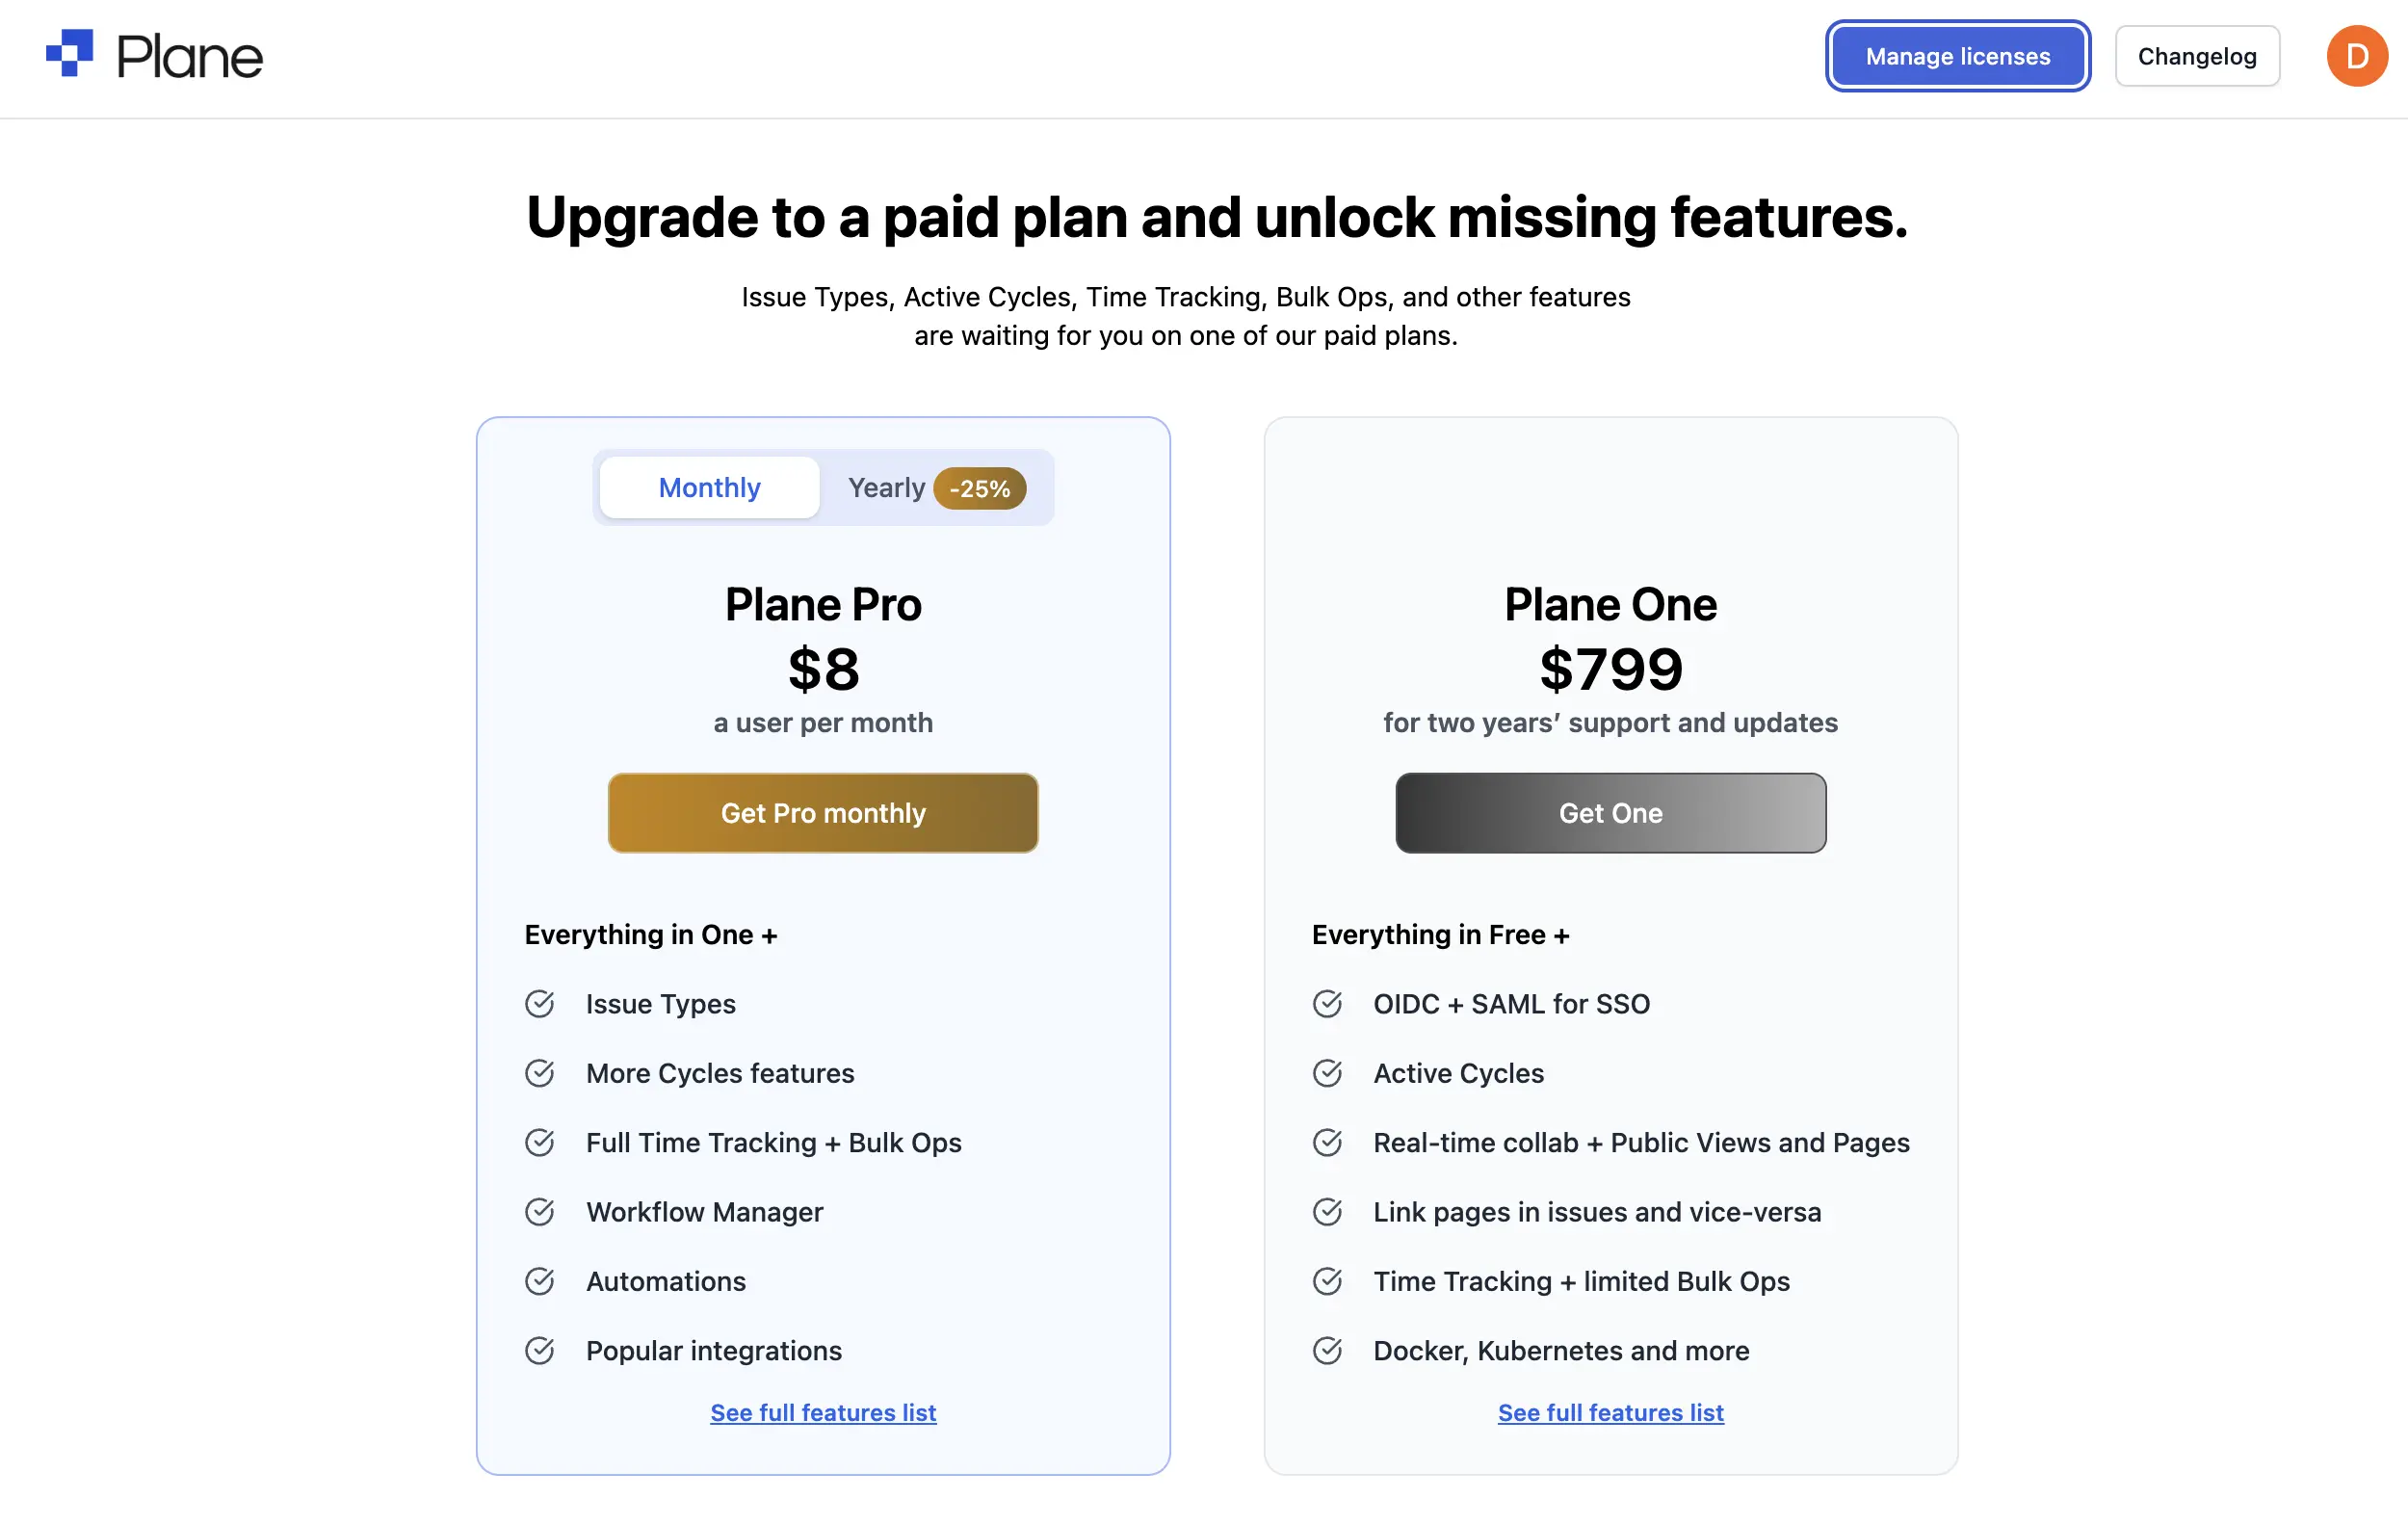 Plane
Manage licenses
Changelog
D
Upgrade to a paid plan and unlock missing features.
Issue Types, Active Cycles, Time Tracking, Bulk Ops, and other features
are waiting for you on one of our paid plans.
Monthly
Yearly -25%
Plane Pro
$8
a user per month
Get Pro monthly
Everything in One +
Issue Types
More Cycles features
Full Time Tracking + Bulk Ops
Workflow Manager
Automations
Popular integrations
See full features list
Plane One
$799
for two years’ support and updates
Get One
Everything in Free +
OIDC + SAML for SSO
Active Cycles
Real-time collab + Public Views and Pages
Link pages in issues and vice-versa
Time Tracking + limited Bulk Ops
Docker, Kubernetes and more
See full features list